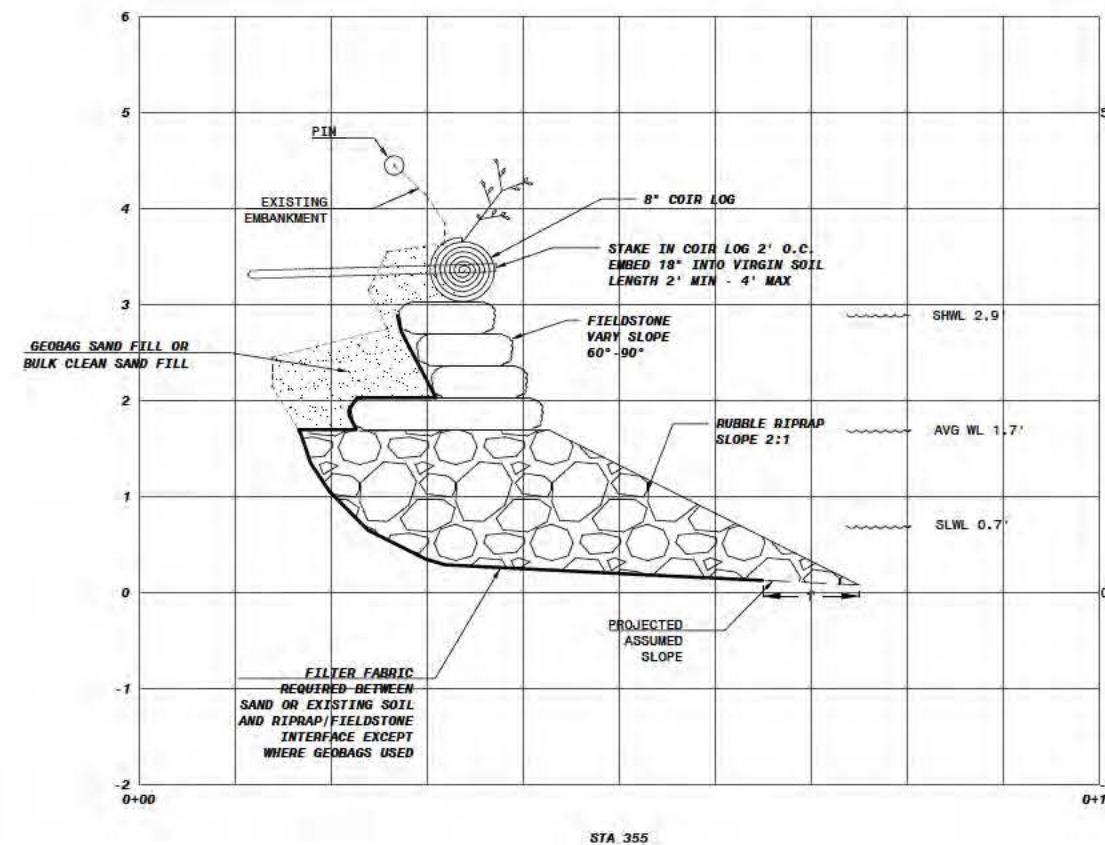 6
5
4
3
2
1
0
-1
-2
5
0
0+00
0+1
PIN
EXISTING
EMBANKMENT
8" COIR LOG
STAKE IN COIR LOG 2' O.C.
EMBED 18" INTO VIRGIN SOIL
LENGTH 2' MIN - 4' MAX
FIELDSTONE
VARY SLOPE
60°-90°
SHWL 2.9'
GEOBAG SAND FILL OR
BULK CLEAN SAND FILL
RUBBLE RIPRAP
SLOPE 2:1
AVG WL 1.7'
SLWL 0.7'
PROJECTED
ASSUMED
SLOPE
FILTER FABRIC
REQUIRED BETWEEN
SAND OR EXISTING SOIL
AND RIPRAP/FIELDSTONE
INTERFACE EXCEPT
WHERE GEOBAGS USED
STA 355